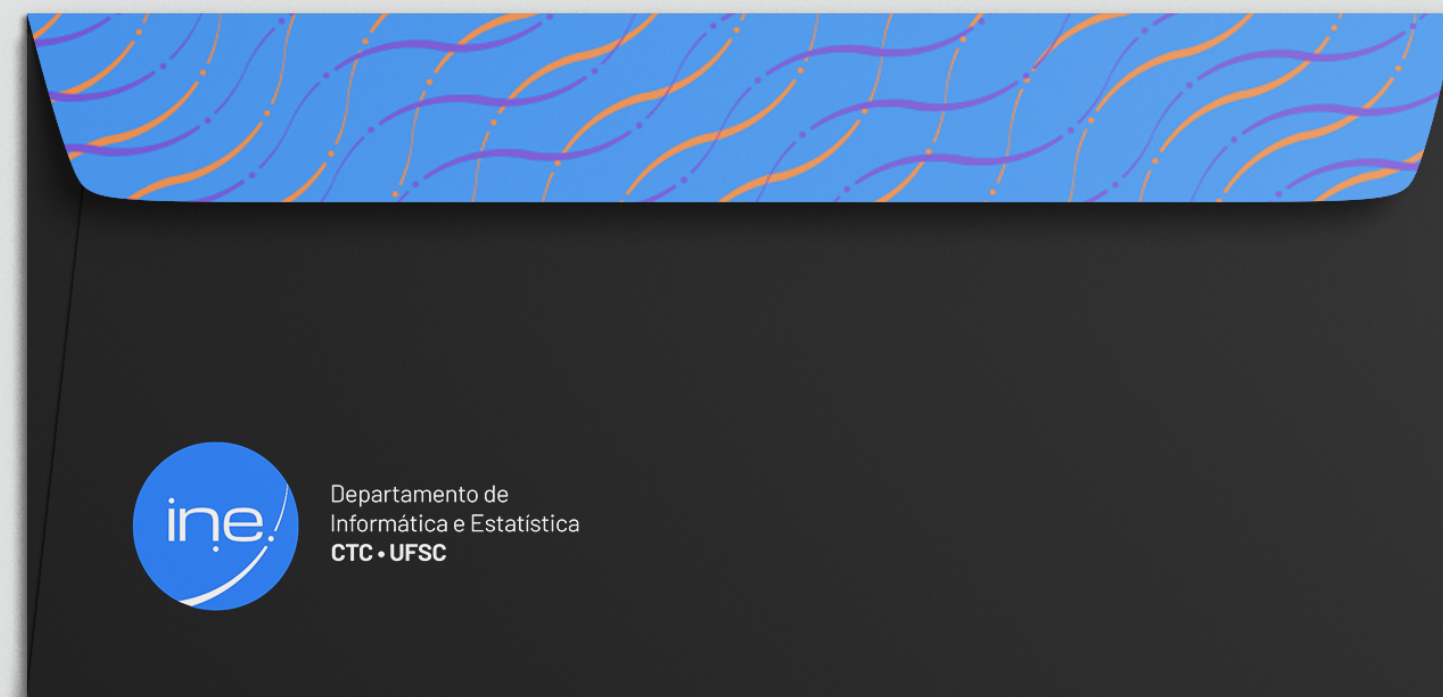 ine.
Departamento de
Informática e Estatística
CTC • UFSC